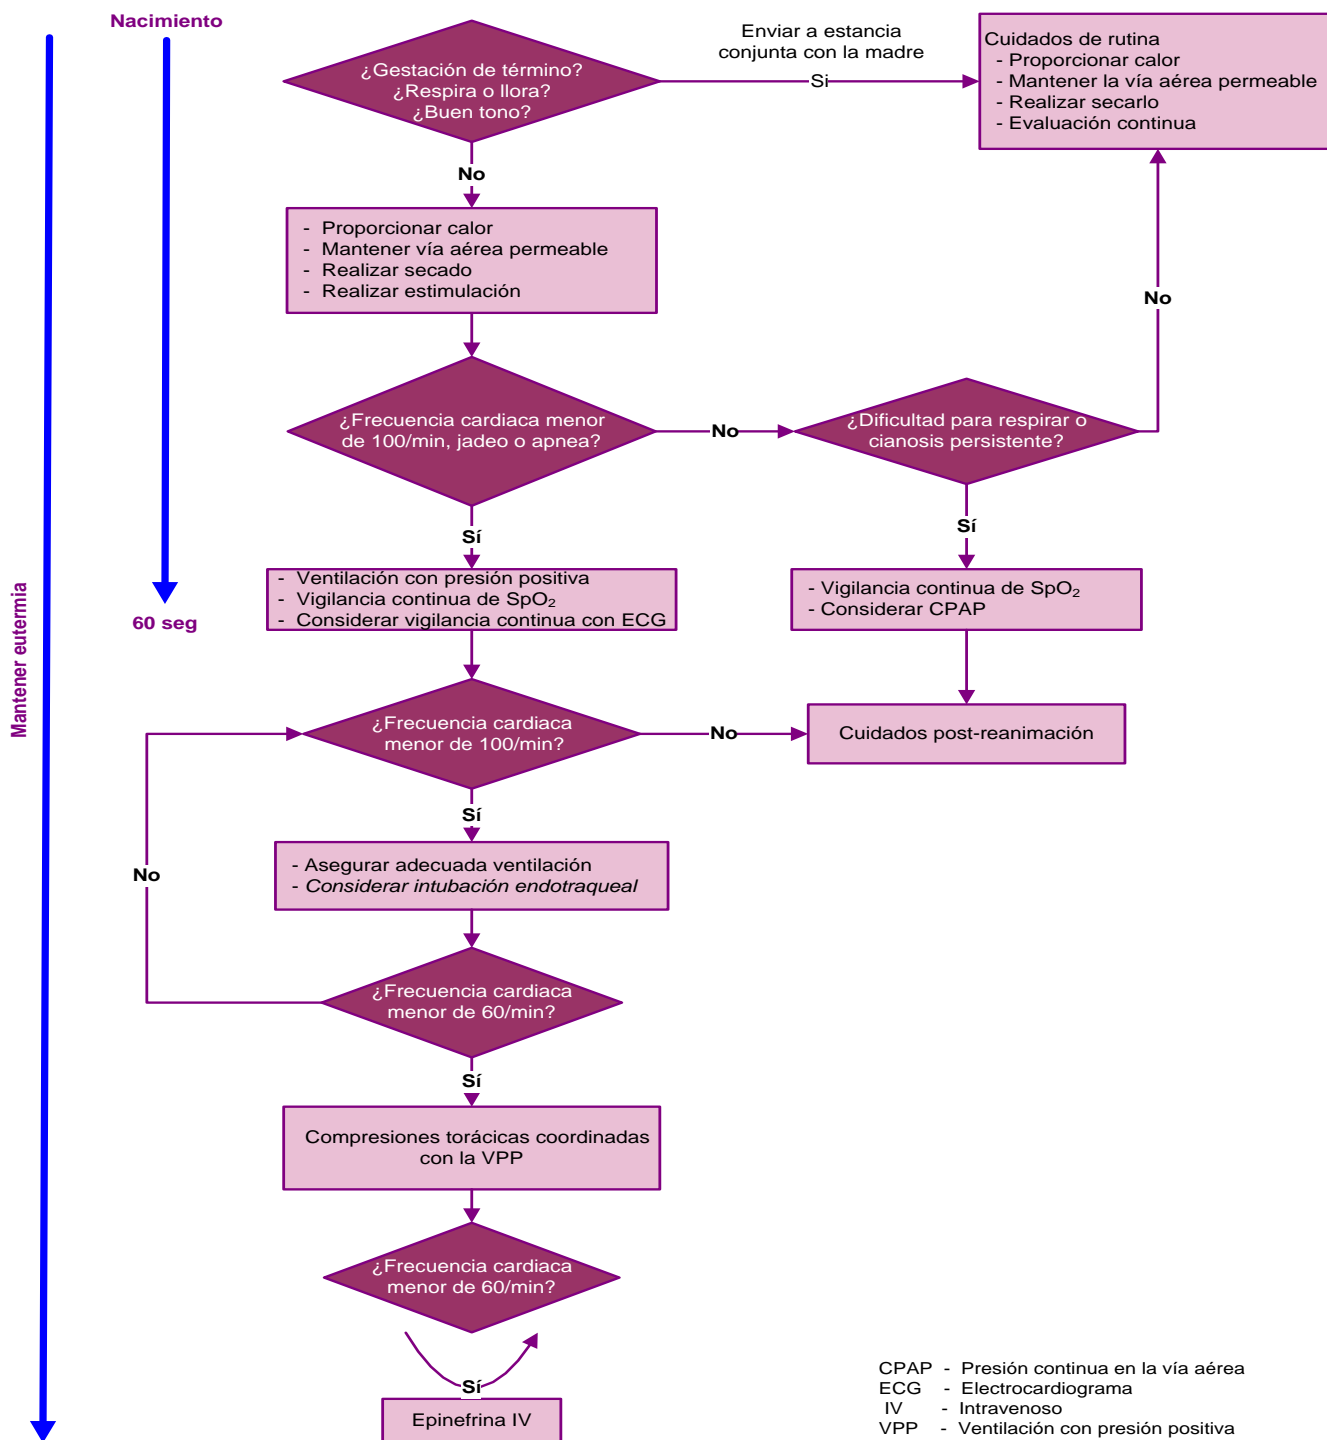 Nacimiento
¿Gestación de término?
¿Respira o llora?
¿Buen tono?
Enviar a estancia
conjunta con la madre
Si
Cuidados de rutina
- Proporcionar calor
- Mantener la vía aérea permeable
- Realizar secarlo
- Evaluación continua
No
- Proporcionar calor
- Mantener vía aérea permeable
- Realizar secado
- Realizar estimulación
No
¿Frecuencia cardiaca menor
de 100/min, jadeo o apnea?
No
¿Dificultad para respirar o
cianosis persistente?
Sí
Sí
- Ventilación con presión positiva
- Vigilancia continua de SpO₂
- Considerar vigilancia continua con ECG
- Vigilancia continua de SpO₂
- Considerar CPAP
60 seg
Mantener eutermia
¿Frecuencia cardiaca
menor de 100/min?
No
Cuidados post-reanimación
Sí
- Asegurar adecuada ventilación
- Considerar intubación endotraqueal
No
¿Frecuencia cardiaca
menor de 60/min?
Sí
Compresiones torácicas coordinadas
con la VPP
¿Frecuencia cardiaca
menor de 60/min?
Sí
Epinefrina IV
CPAP - Presión continua en la vía aérea
ECG - Electrocardiograma
IV - Intravenoso
VPP - Ventilación con presión positiva